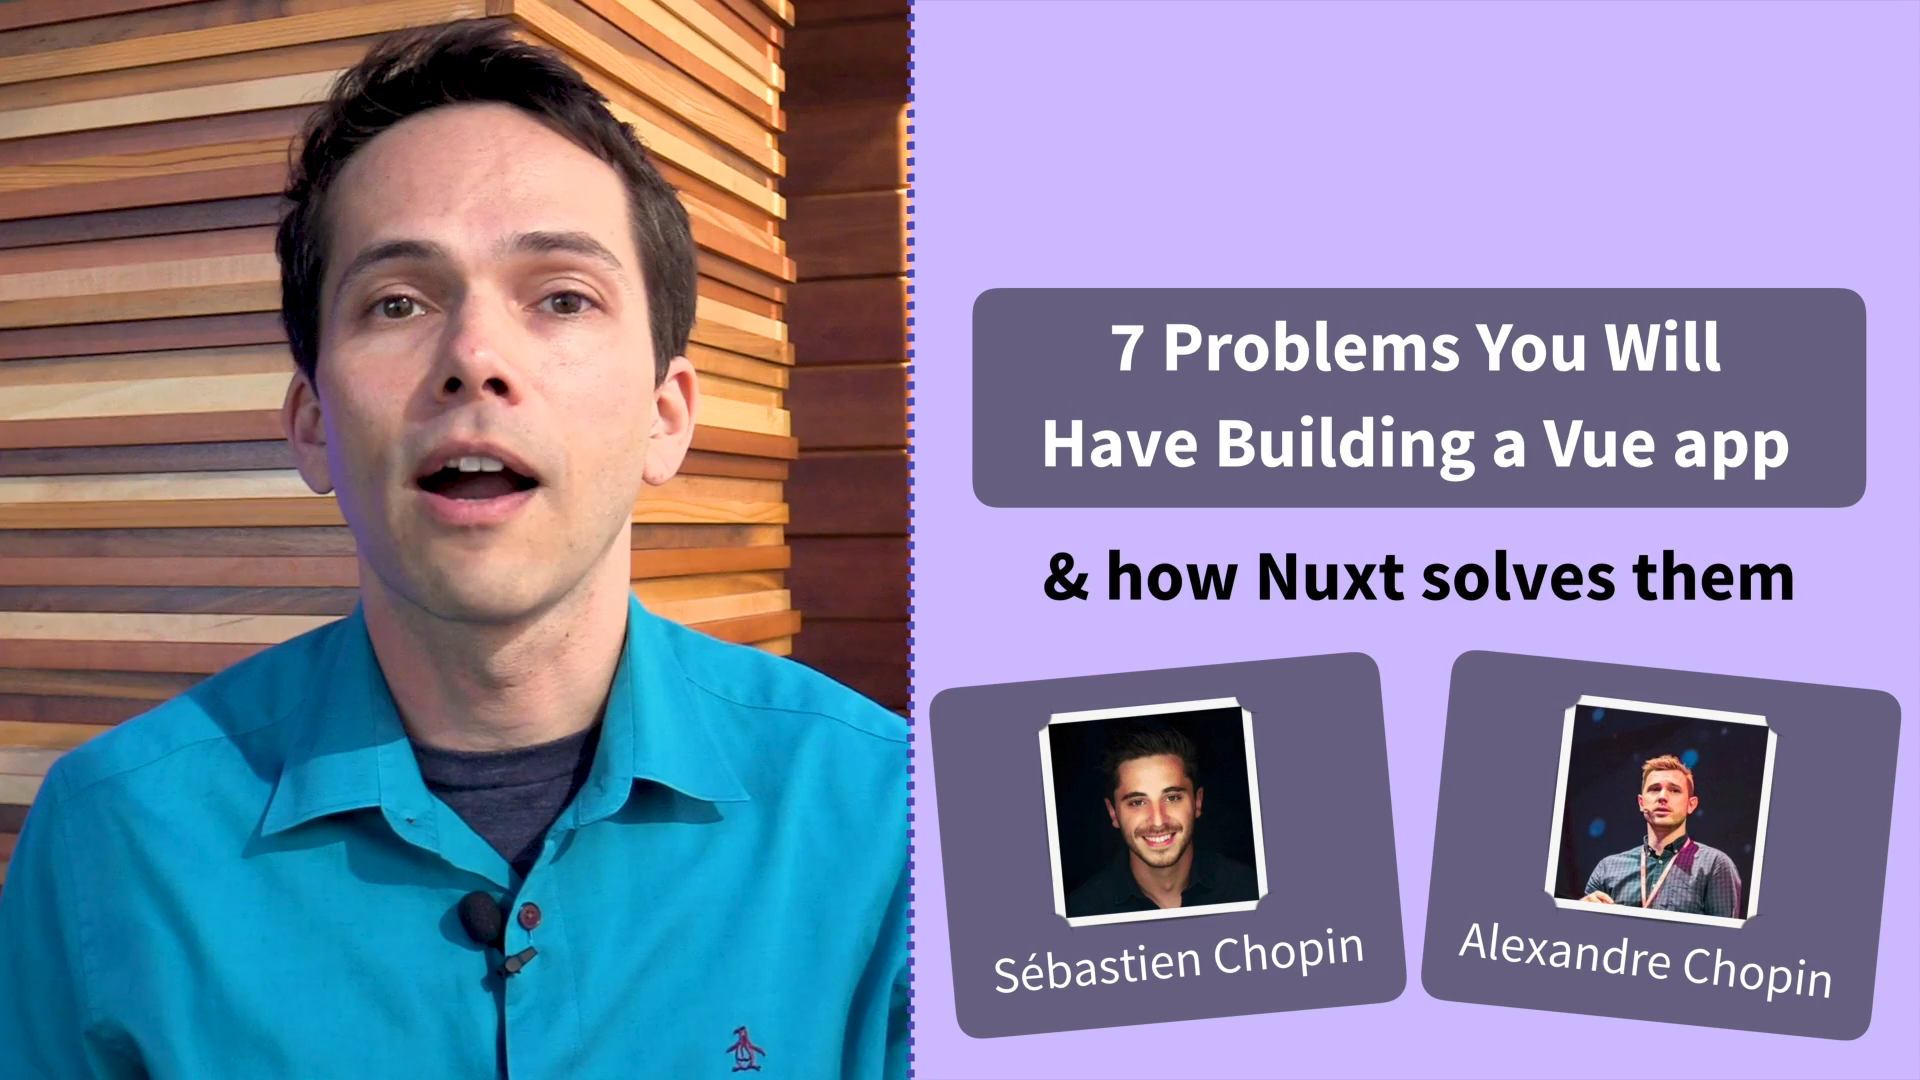 7 Problems You Will
Have Building a Vue app
& how Nuxt solves them
Sébastien Chopin
Alexandre Chopin